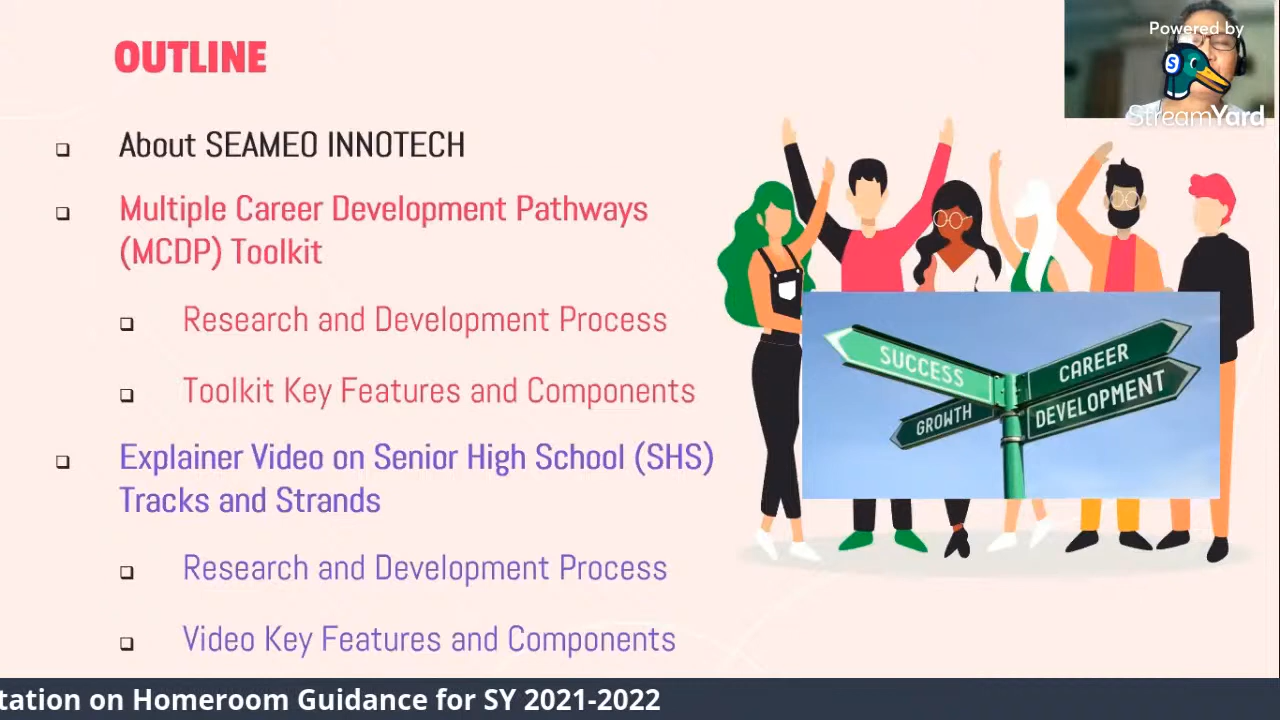 OUTLINE
About SEAMEO INNOTECH
Multiple Career Development Pathways
(MCDP) Toolkit
Research and Development Process
Toolkit Key Features and Components
Explainer Video on Senior High School (SHS)
Tracks and Strands
Research and Development Process
Video Key Features and Components
Powered by
S
StreamYard
SUCCESS
CAREER
GROWTH
DEVELOPMENT
tation on Homeroom Guidance for SY 2021-2022